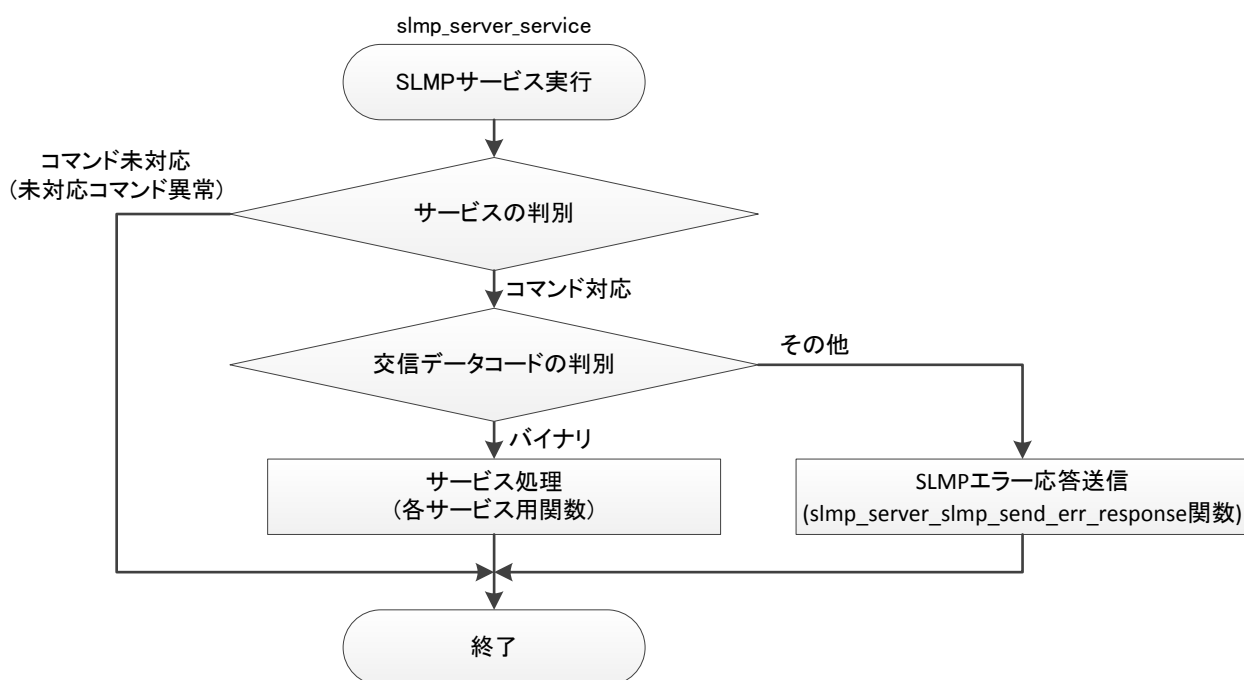 slmp_server_service
SLMPサービス実行
コマンド未対応
(未対応コマンド異常)
サービスの判別
コマンド対応
交信データコードの判別
その他
バイナリ
サービス処理
(各サービス用関数)
SLMPエラー応答送信
(slmp_server_slmp_send_err_response関数)
終了